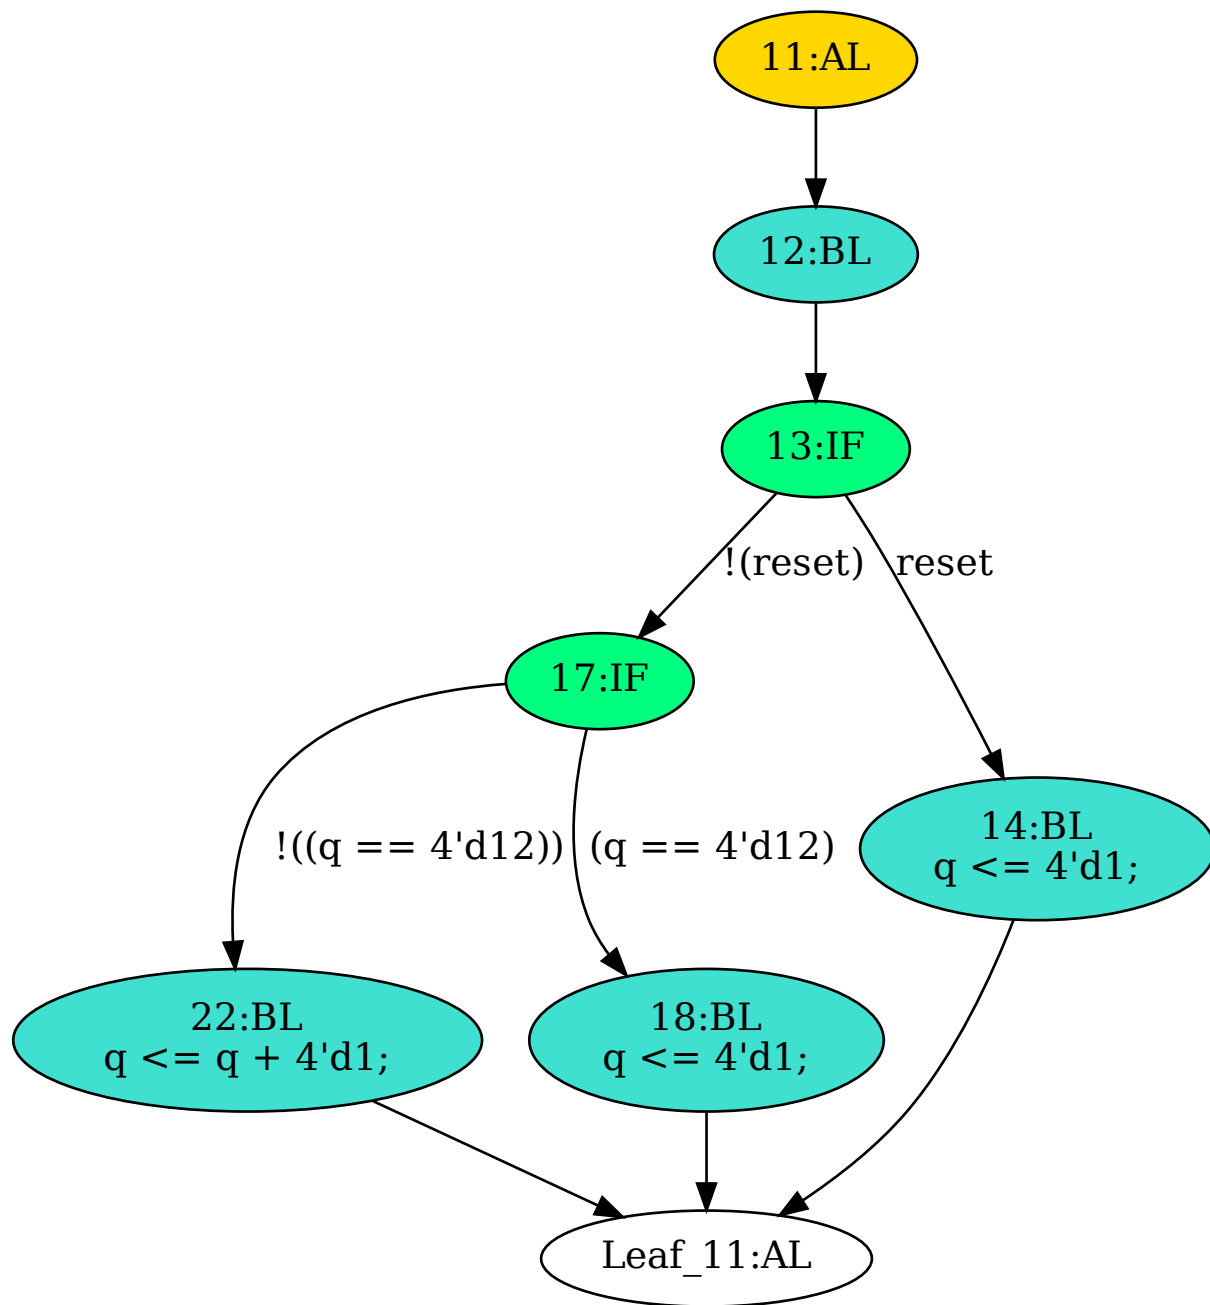 11:AL
12:BL
13:IF
!(reset)
reset
17:IF
!((q == 4'd12))
(q == 4'd12)
14:BL
q <= 4'd1;
22:BL
q <= q + 4'd1;
18:BL
q <= 4'd1;
Leaf_11:AL